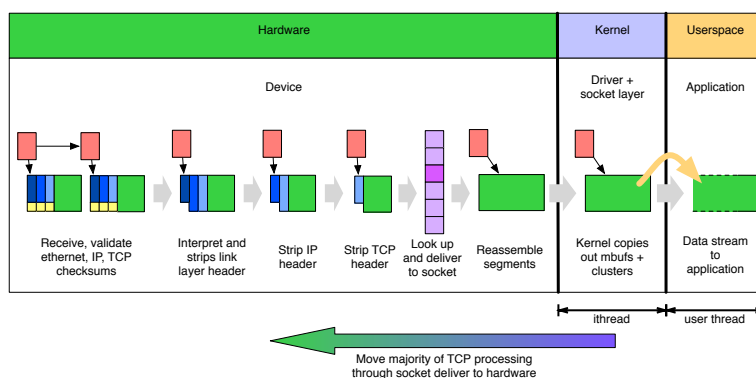 Hardware
Kernel
Userspace
Device
Driver +
socket layer
Application
Receive, validate
ethernet, IP, TCP
checksums
Interpret and
strips link
layer header
Strip IP
header
Strip TCP
header
Look up
and deliver
to socket
Reassemble
segments
Kernel copies
out mbufs +
clusters
Data stream
to
application
ithread
user thread
Move majority of TCP processing
through socket deliver to hardware